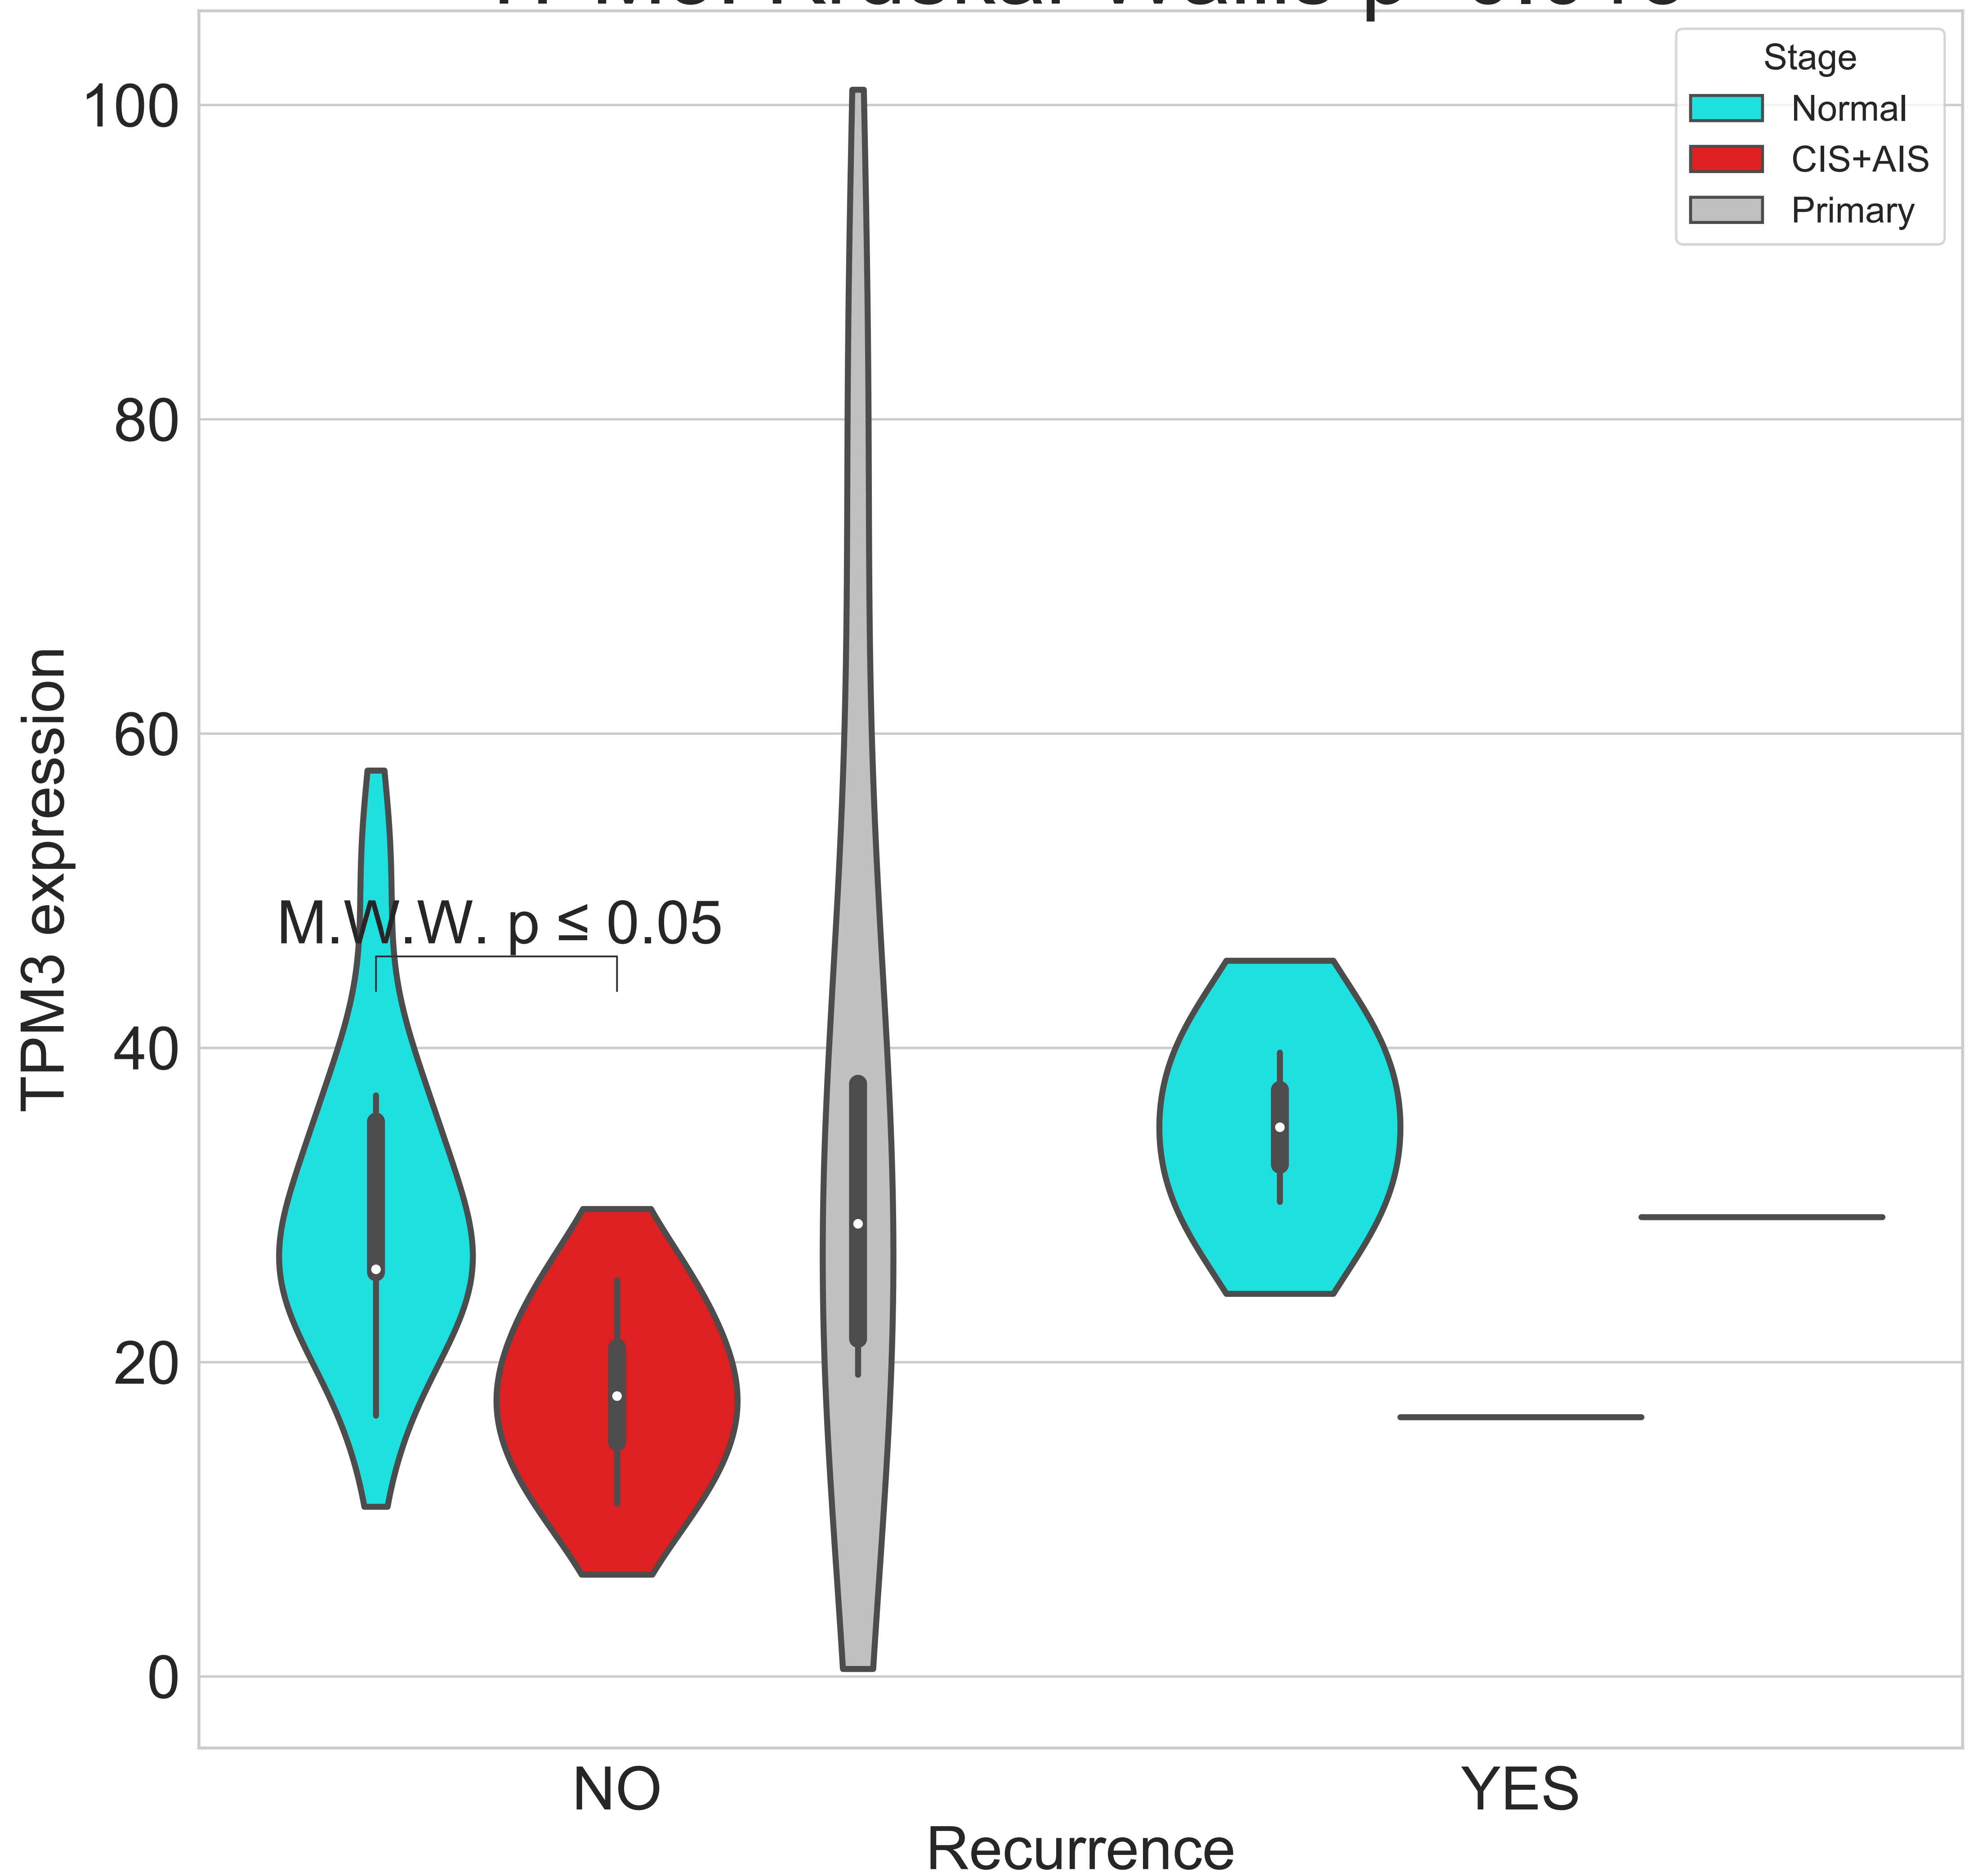 Stage
Normal
CIS+AIS
Primary
100
80
60
40
20
0
TPM3 expression
M.W.W. p ≤ 0.05
NO
YES
Recurrence